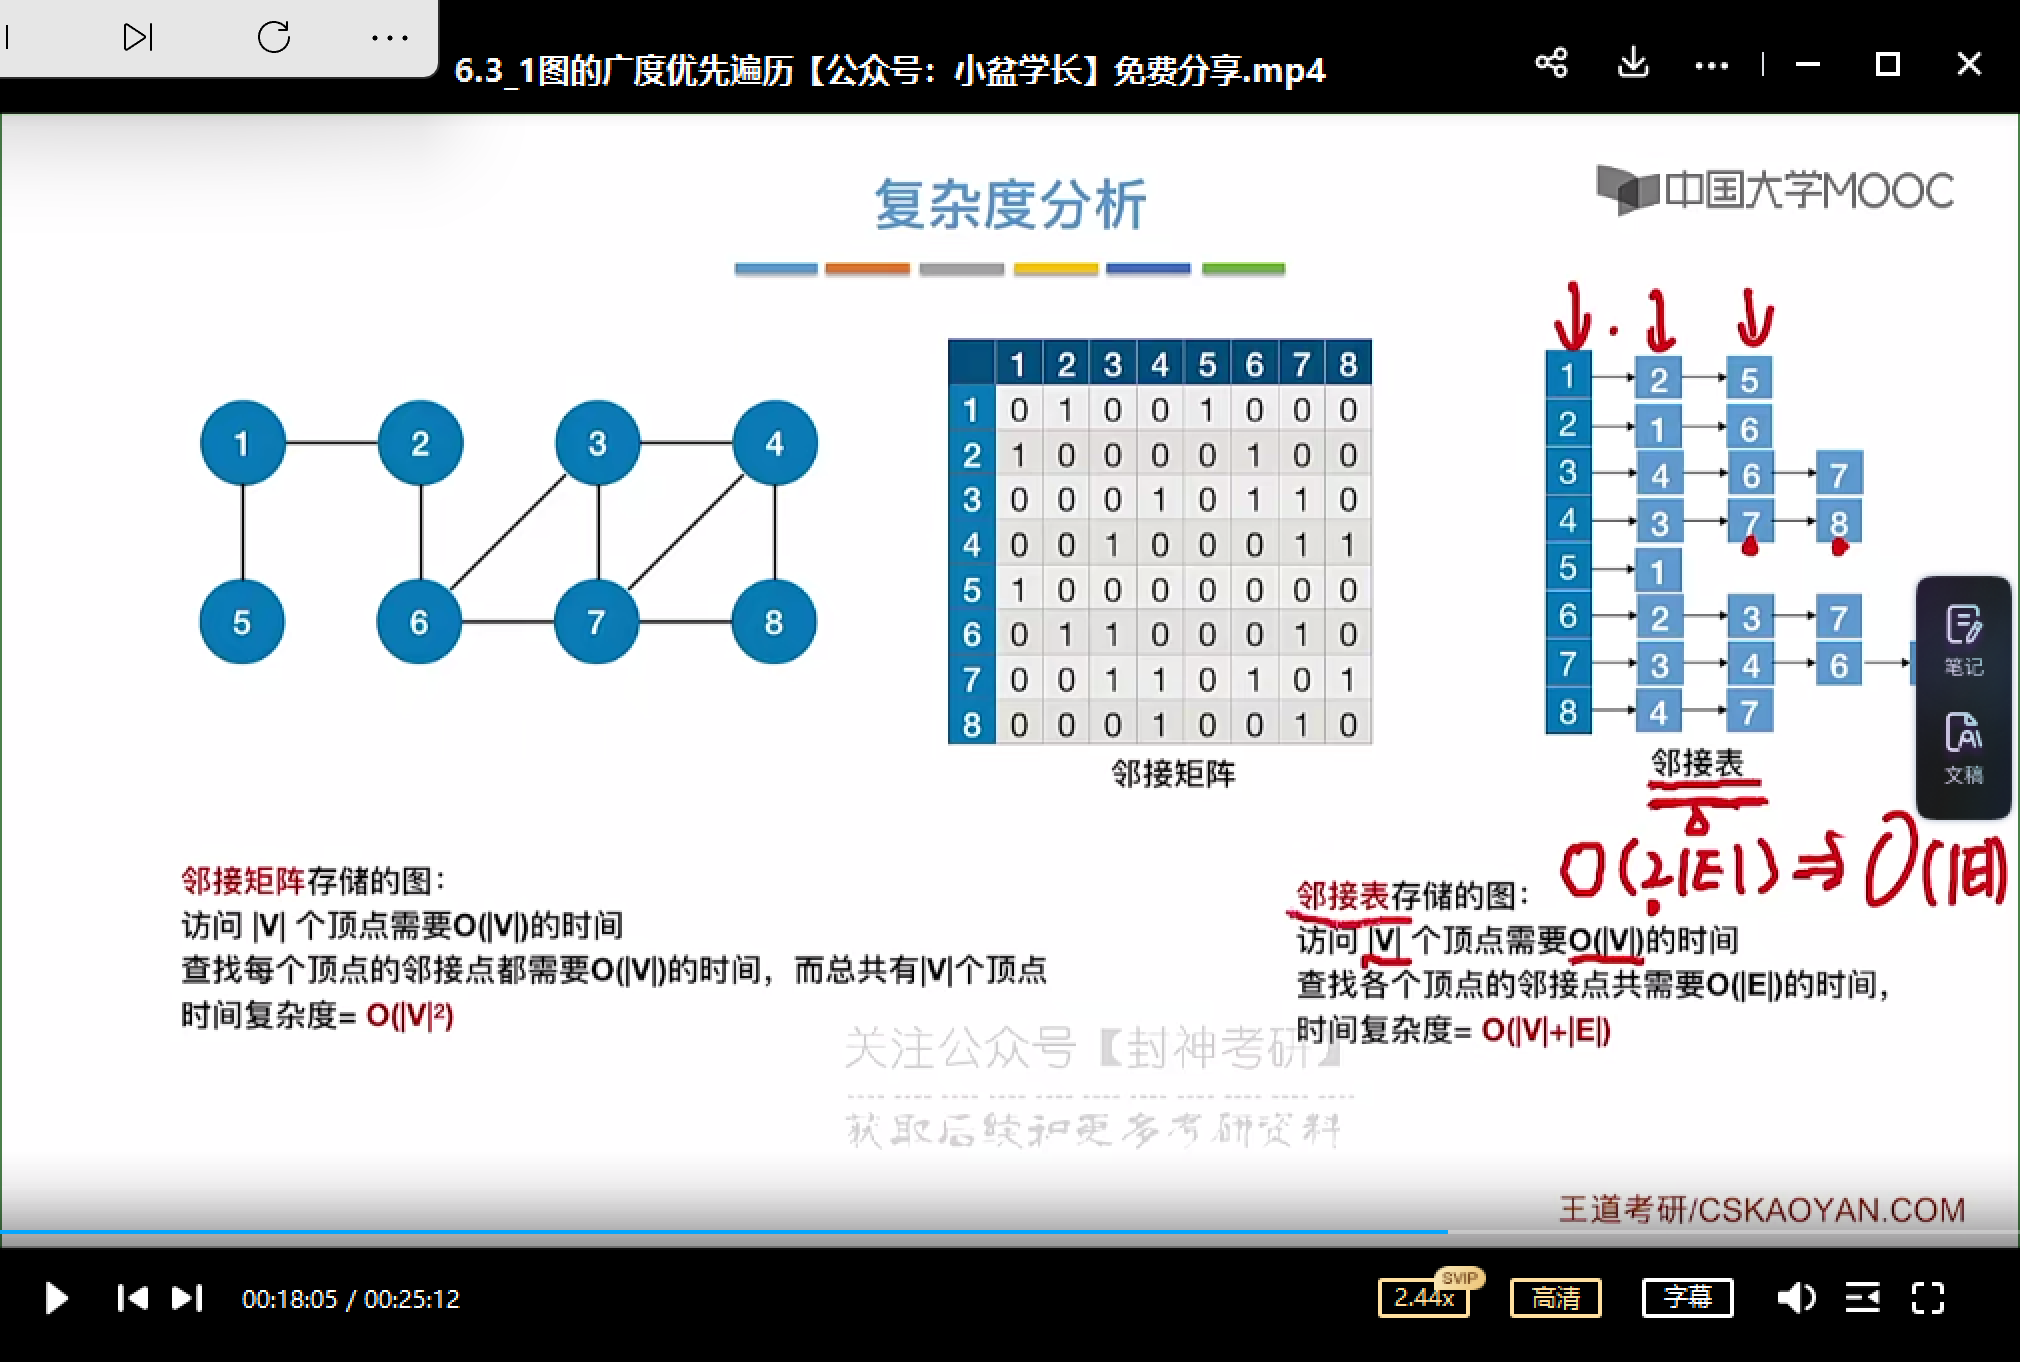 6.3_1图的广度优先遍历【公众号：小盆学长】免费分享.mp4
中国大学MOOC
复杂度分析
1 2 3 4
5 6 7 8
1 2 3 4 5 6 7 8
1 0 1 0 0 1 0 0 0
2 1 0 0 0 0 1 0 0
3 0 0 0 1 0 1 1 0
4 0 0 1 0 0 0 1 1
5 1 0 0 0 0 0 0 0
6 0 1 1 0 0 0 1 0
7 0 0 1 1 0 1 0 1
8 0 0 0 1 0 0 1 0
邻接矩阵
1 2 5
2 1 6
3 4 6 7
4 3 7 8
5 1
6 2 3 7
7 3 4 6
8 4 7
邻接表
笔记
文稿
O(2|E|)⇒O(|E|)
邻接矩阵存储的图：
访问 |V| 个顶点需要O(|V|)的时间
查找每个顶点的邻接点都需要O(|V|)的时间，而总共有|V|个顶点
时间复杂度= O(|V|²)
邻接表存储的图：
访问 |V| 个顶点需要O(|V|)的时间
查找各个顶点的邻接点共需要O(|E|)的时间，
时间复杂度= O(|V|+|E|)
关注公众号【封神考研】
获取后续和更多考研资料
王道考研/CSKAOYAN.COM
00:18:05 / 00:25:12
2.44x
SVIP
高清
字幕